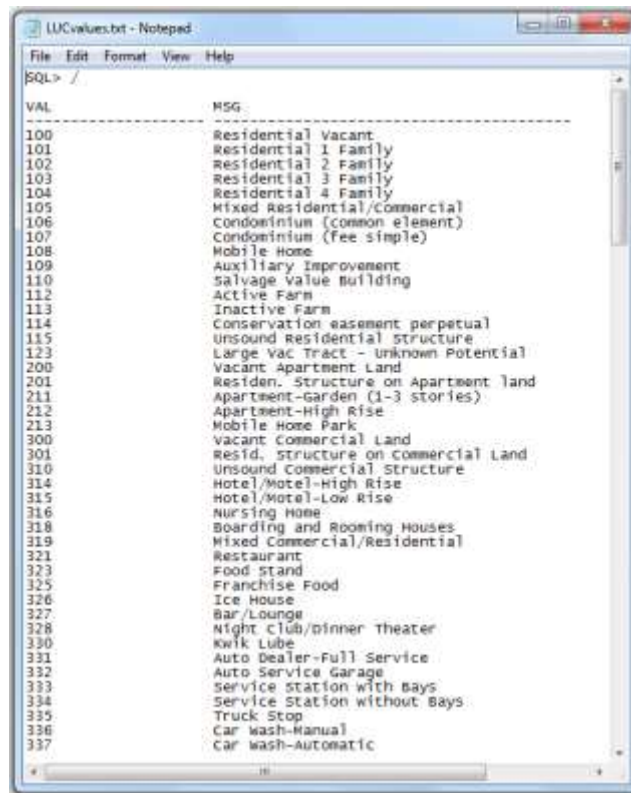 LUCvalues.txt - Notepad
File Edit Format View Help
SQL> /
VAL MSG
-------------------- ----------------------------------------
100 Residential Vacant
101 Residential 1 Family
102 Residential 2 Family
103 Residential 3 Family
104 Residential 4 Family
105 Mixed Residential/Commercial
106 Condominium (common element)
107 Condominium (fee simple)
108 Mobile Home
109 Auxiliary Improvement
110 Salvage Value Building
112 Active Farm
113 Inactive Farm
114 Conservation easement perpetual
115 Unsound Residential Structure
123 Large Vac Tract - Unknown Potential
200 Vacant Apartment Land
201 Residen. Structure on Apartment land
211 Apartment-Garden (1-3 stories)
212 Apartment-High Rise
213 Mobile Home Park
300 Vacant Commercial Land
301 Resid. Structure on Commercial Land
310 Unsound Commercial Structure
314 Hotel/Motel-High Rise
315 Hotel/Motel-Low Rise
316 Nursing Home
318 Boarding and Rooming Houses
319 Mixed Commercial/Residential
321 Restaurant
323 Food Stand
325 Franchise Food
326 Ice House
327 Bar/Lounge
328 Night Club/Dinner Theater
330 Kwik Lube
331 Auto Dealer-Full Service
332 Auto Service Garage
333 Service Station with Bays
334 Service Station without Bays
335 Truck Stop
336 Car Wash-Manual
337 Car Wash-Automatic